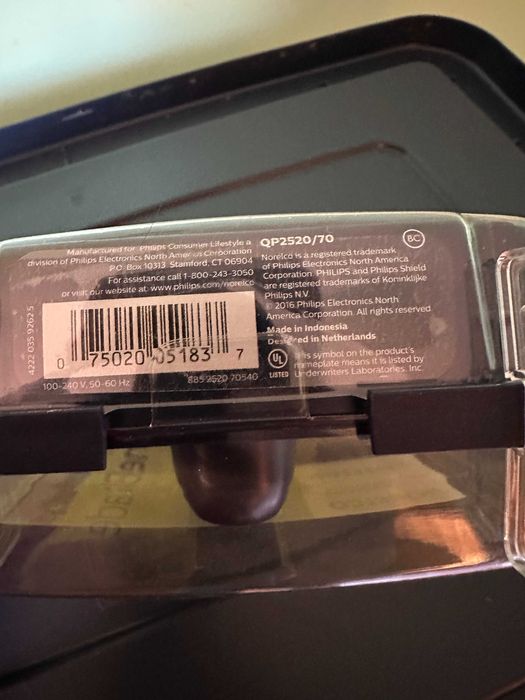 Manufactured for: Philips Consumer Lifestyle a
division of Philips Electronics North American Corporation
P.O. Box 10313 Stamford, CT 06904
For assistance call 1-800-243-3050
or visit our website at: www.philips.com/norelco
4222 035 92625
0 75020 05183 7
100-240 V, 50-60 Hz
885 2520 70540
QP2520/70
BC
Norelco is a registered trademark
of Philips Electronics North America
Corporation. PHILIPS and Philips Shield
are registered trademarks of Koninklijke
Philips N.V.
© 2016 Philips Electronics North
America Corporation. All rights reserved
Made in Indonesia
Designed in Netherlands
UL
LISTED
This symbol on the product's
nameplate means it is listed by
Underwriters Laboratories, Inc.